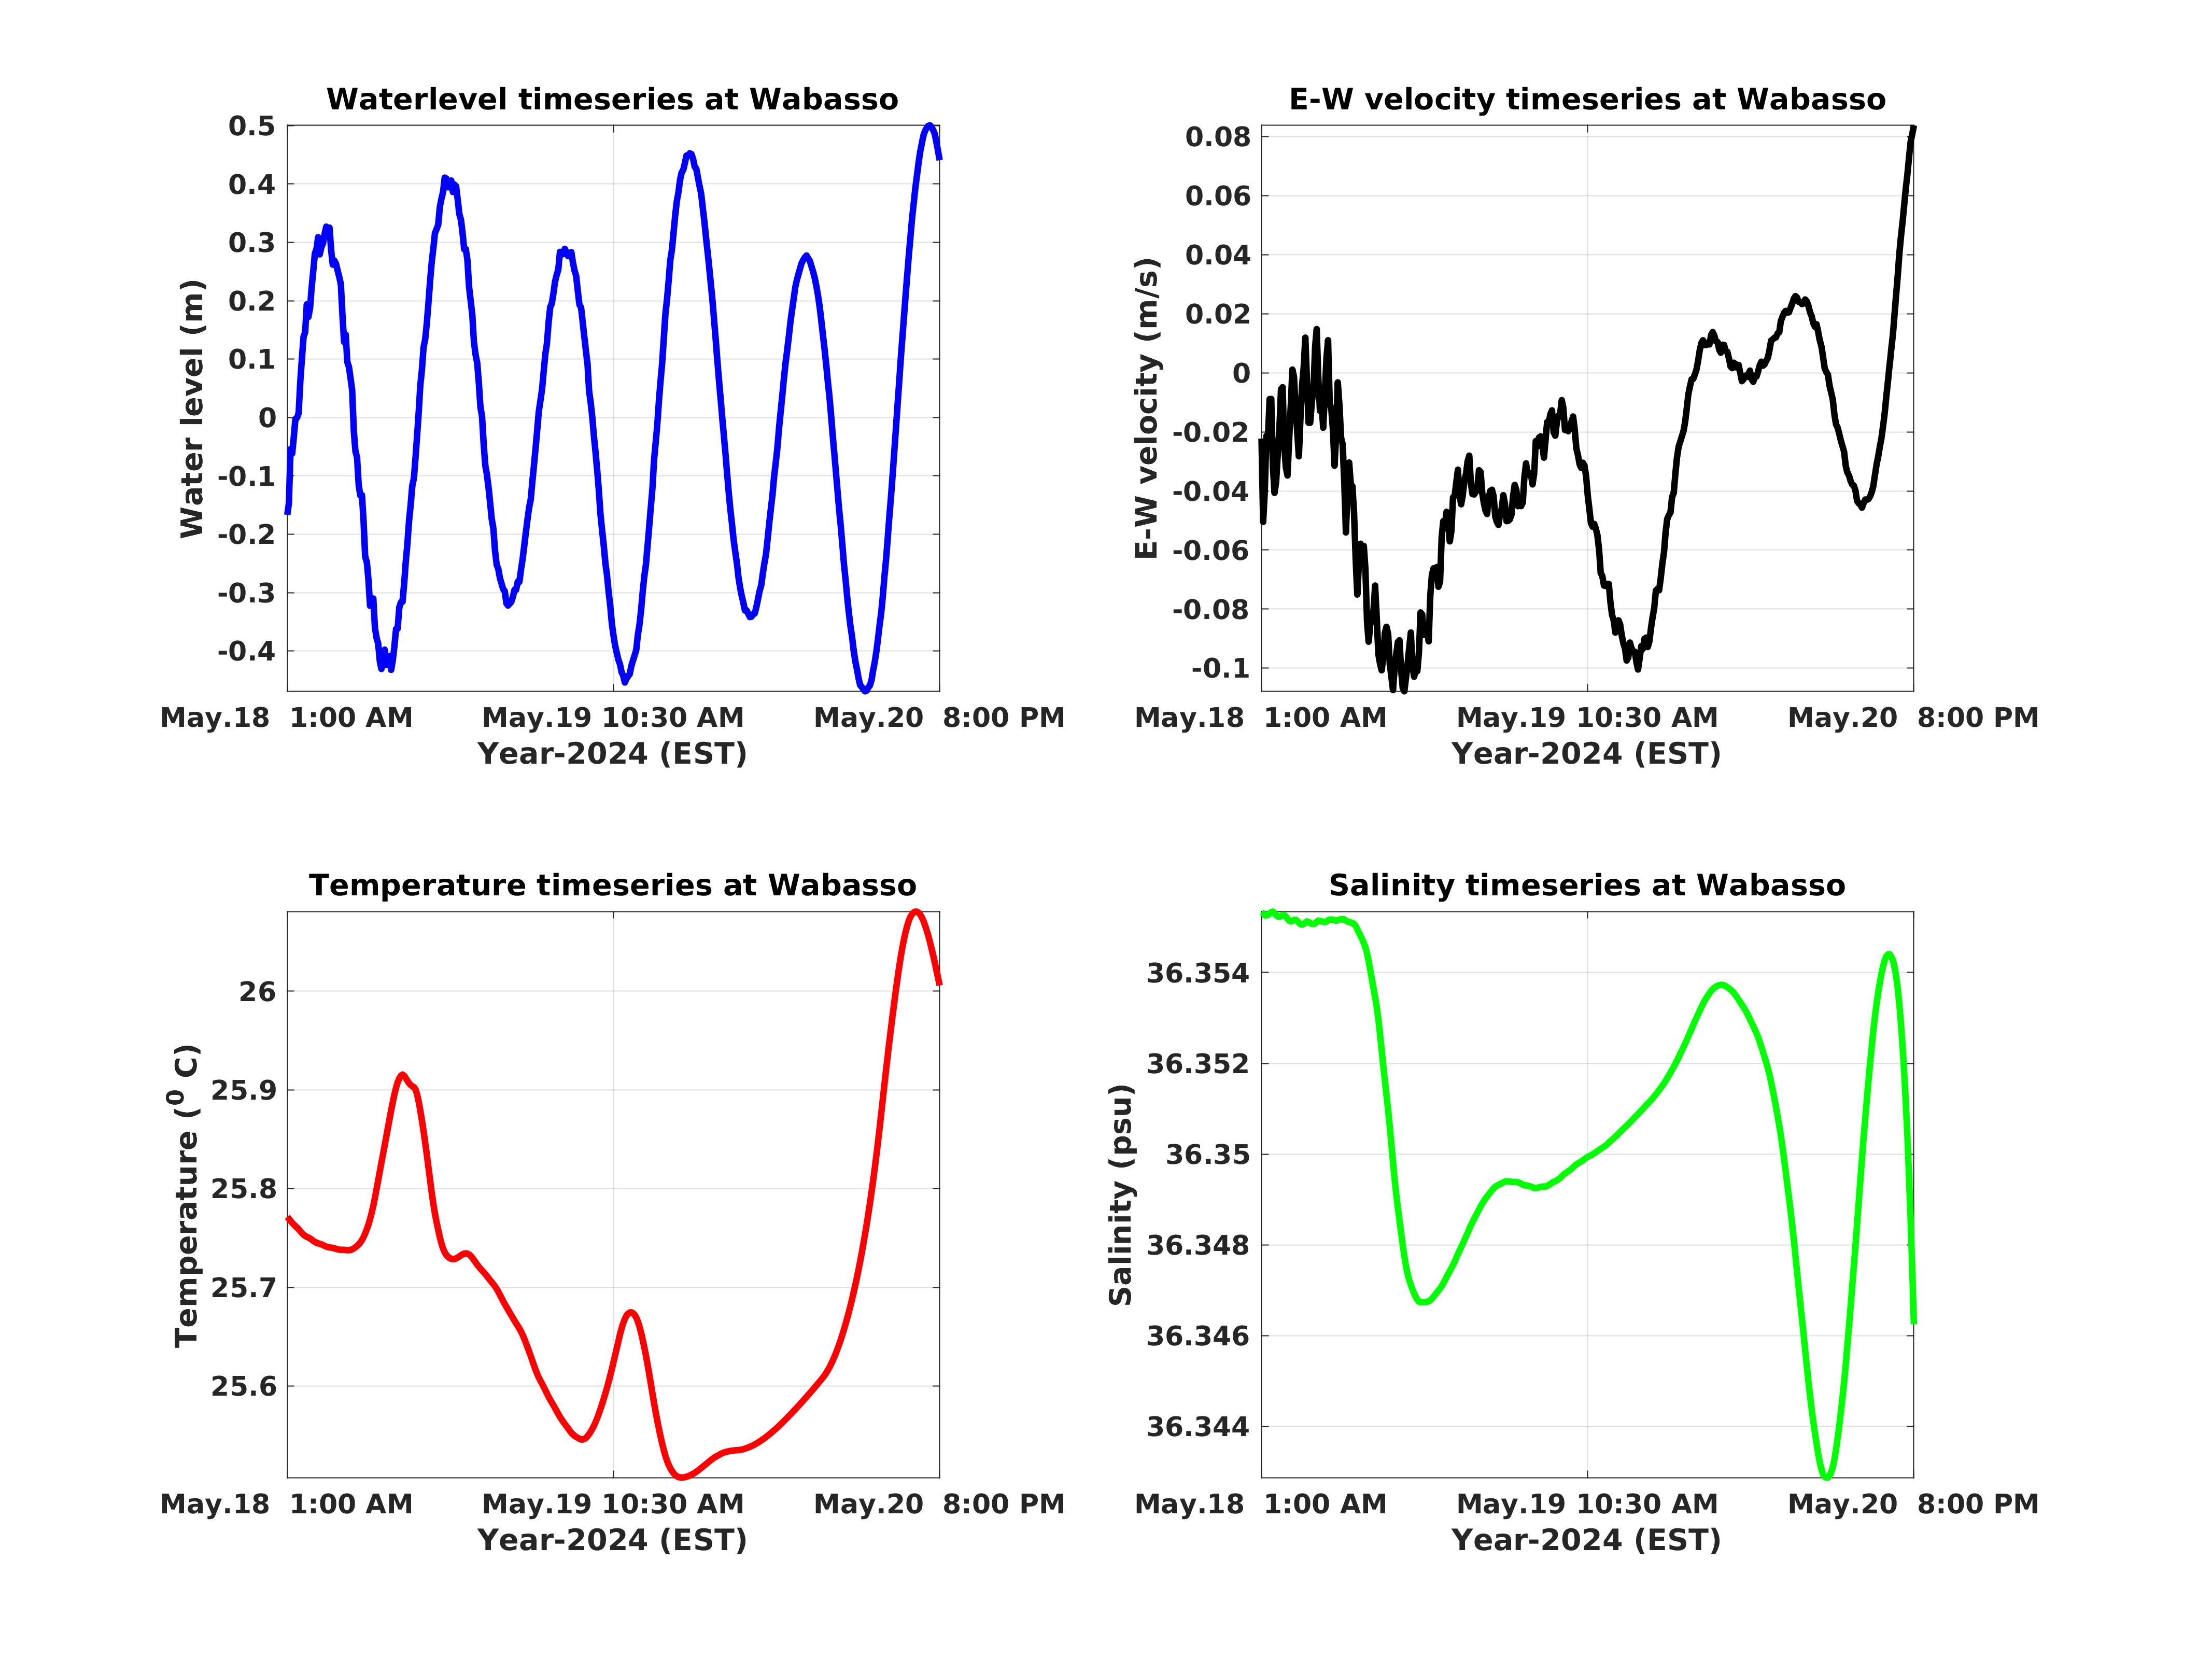 Waterlevel timeseries at Wabasso
0.5
0.4
0.3
0.2
0.1
0
-0.1
-0.2
-0.3
-0.4
Water level (m)
May.18 1:00 AM
May.19 10:30 AM
May.20 8:00 PM
Year-2024 (EST)
E-W velocity timeseries at Wabasso
0.08
0.06
0.04
0.02
0
-0.02
-0.04
-0.06
-0.08
-0.1
E-W velocity (m/s)
May.18 1:00 AM
May.19 10:30 AM
May.20 8:00 PM
Year-2024 (EST)
Temperature timeseries at Wabasso
26
25.9
25.8
25.7
25.6
Temperature (⁰ C)
May.18 1:00 AM
May.19 10:30 AM
May.20 8:00 PM
Year-2024 (EST)
Salinity timeseries at Wabasso
36.354
36.352
36.35
36.348
36.346
36.344
Salinity (psu)
May.18 1:00 AM
May.19 10:30 AM
May.20 8:00 PM
Year-2024 (EST)